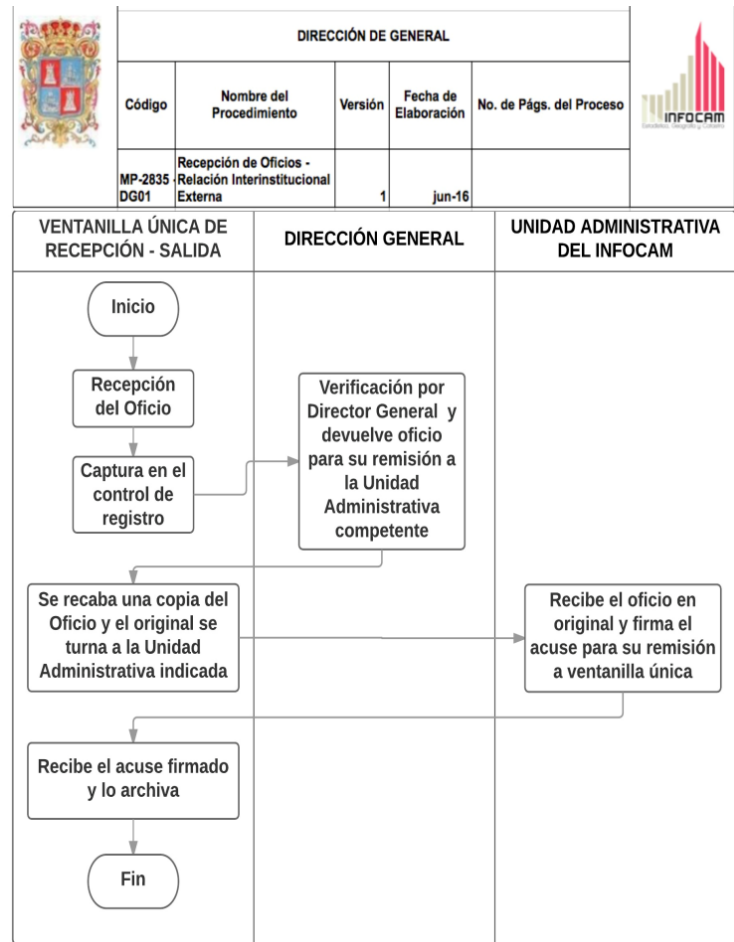 DIRECCIÓN DE GENERAL
Código
Nombre del
Procedimiento
Versión
Fecha de
Elaboración
No. de Págs. del Proceso
INFOCAM
MP-2835 -
DG01
Recepción de Oficios -
Relación Interinstitucional
Externa
1
jun-16
VENTANILLA ÚNICA DE
RECEPCIÓN - SALIDA
DIRECCIÓN GENERAL
UNIDAD ADMINISTRATIVA
DEL INFOCAM
Inicio
Recepción
del Oficio
Captura en el
control de
registro
Verificación por
Director General y
devuelve oficio
para su remisión a
la Unidad
Administrativa
competente
Se recaba una copia del
Oficio y el original se
turna a la Unidad
Administrativa indicada
Recibe el oficio en
original y firma el
acuse para su remisión
a ventanilla única
Recibe el acuse firmado
y lo archiva
Fin